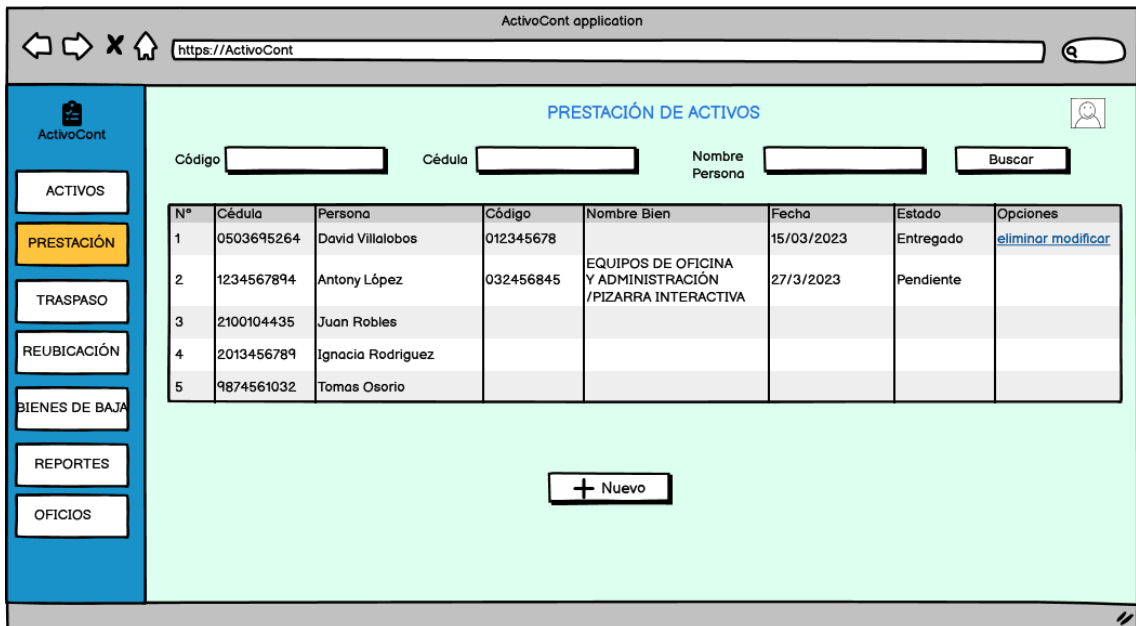 ActivoCont application
https://ActivoCont
ActivoCont
PRESTACIÓN DE ACTIVOS
Código
Cédula
Nombre
Persona
Buscar
ACTIVOS
PRESTACIÓN
TRASPASO
REUBICACIÓN
BIENES DE BAJA
REPORTES
OFICIOS
N° Cédula Persona Código Nombre Bien Fecha Estado Opciones
1 0503695264 David Villalobos 012345678 15/03/2023 Entregado eliminar modificar
2 1234567894 Antony López 032456845 EQUIPOS DE OFICINA
Y ADMINISTRACIÓN
/PIZARRA INTERACTIVA 27/3/2023 Pendiente
3 2100104435 Juan Robles
4 2013456789 Ignacia Rodriguez
5 9874561032 Tomas Osorio
+ Nuevo